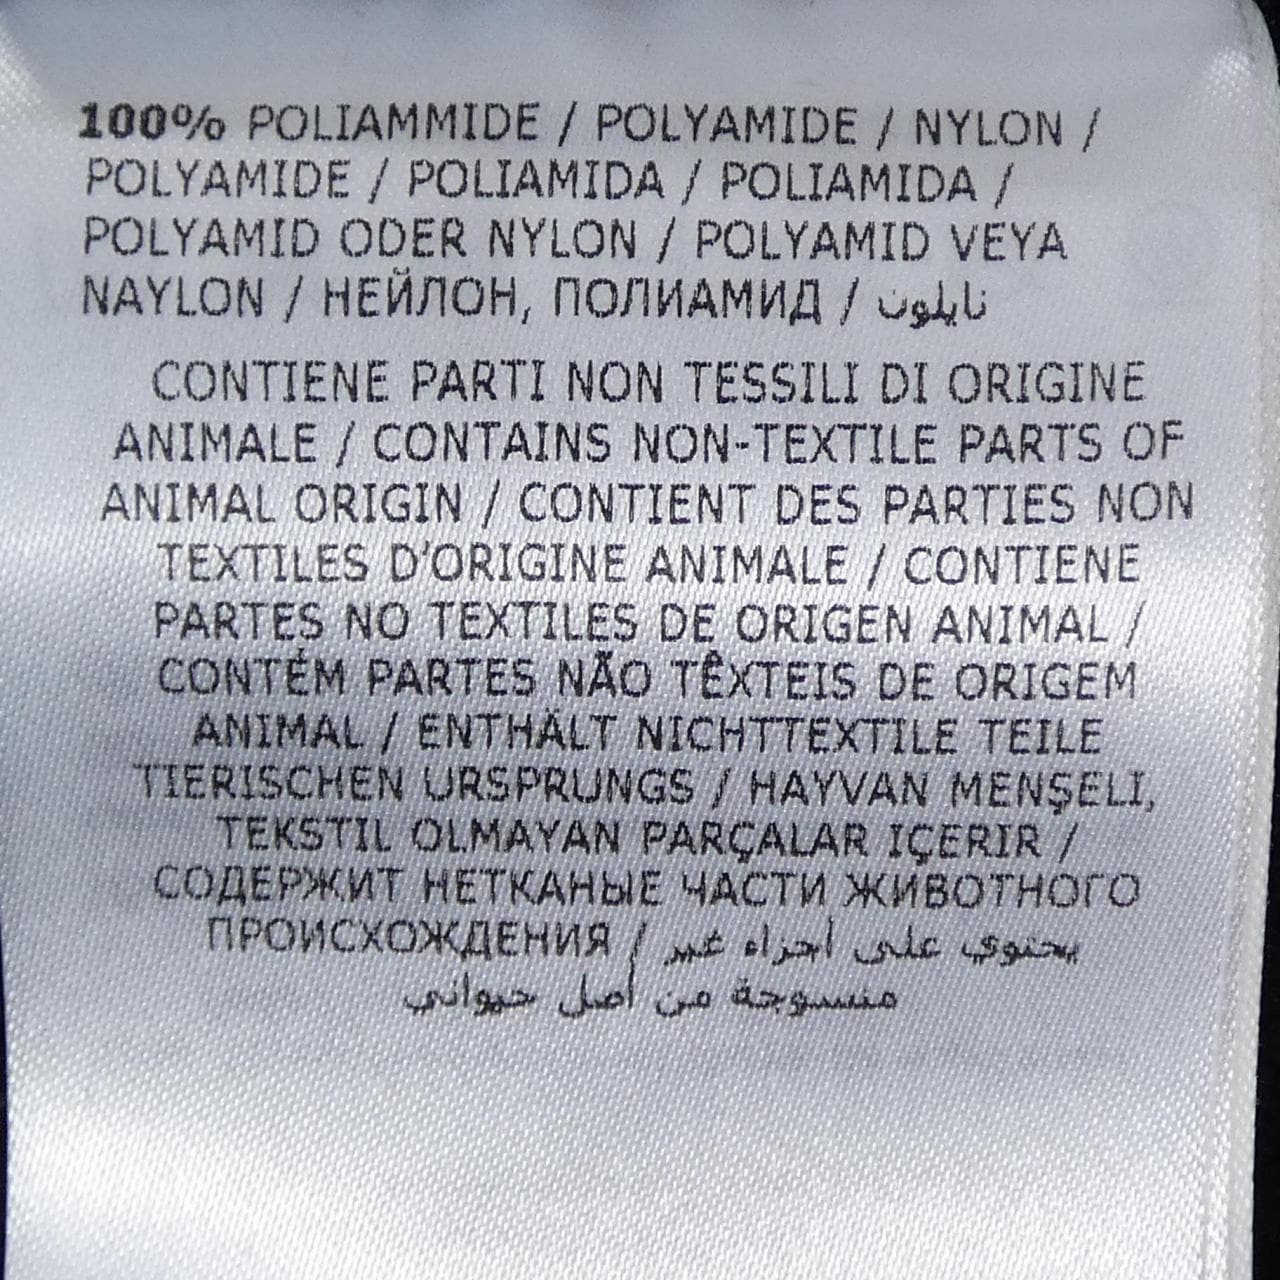 100% POLIAMMIDE / POLYAMIDE / NYLON /
POLYAMIDE / POLIAMIDA / POLIAMIDA /
POLYAMID ODER NYLON / POLYAMID VEYA
NAYLON / НЕЙЛОН, ПОЛИАМИД / نايلون
CONTIENE PARTI NON TESSILI DI ORIGINE
ANIMALE / CONTAINS NON-TEXTILE PARTS OF
ANIMAL ORIGIN / CONTIENT DES PARTIES NON
TEXTILES D'ORIGINE ANIMALE / CONTIENE
PARTES NO TEXTILES DE ORIGEN ANIMAL /
CONTÉM PARTES NÃO TÊXTEIS DE ORIGEM
ANIMAL / ENTHÄLT NICHTTEXTILE TEILE
TIERISCHEN URSPRUNGS / HAYVAN MENŞELI,
TEKSTIL OLMAYAN PARÇALAR IÇERIR /
СОДЕРЖИТ НЕТКАНЫЕ ЧАСТИ ЖИВОТНОГО
ПРОИСХОЖДЕНИЯ / يحتوي على أجزاء غير
منسوجة من أصل حيواني